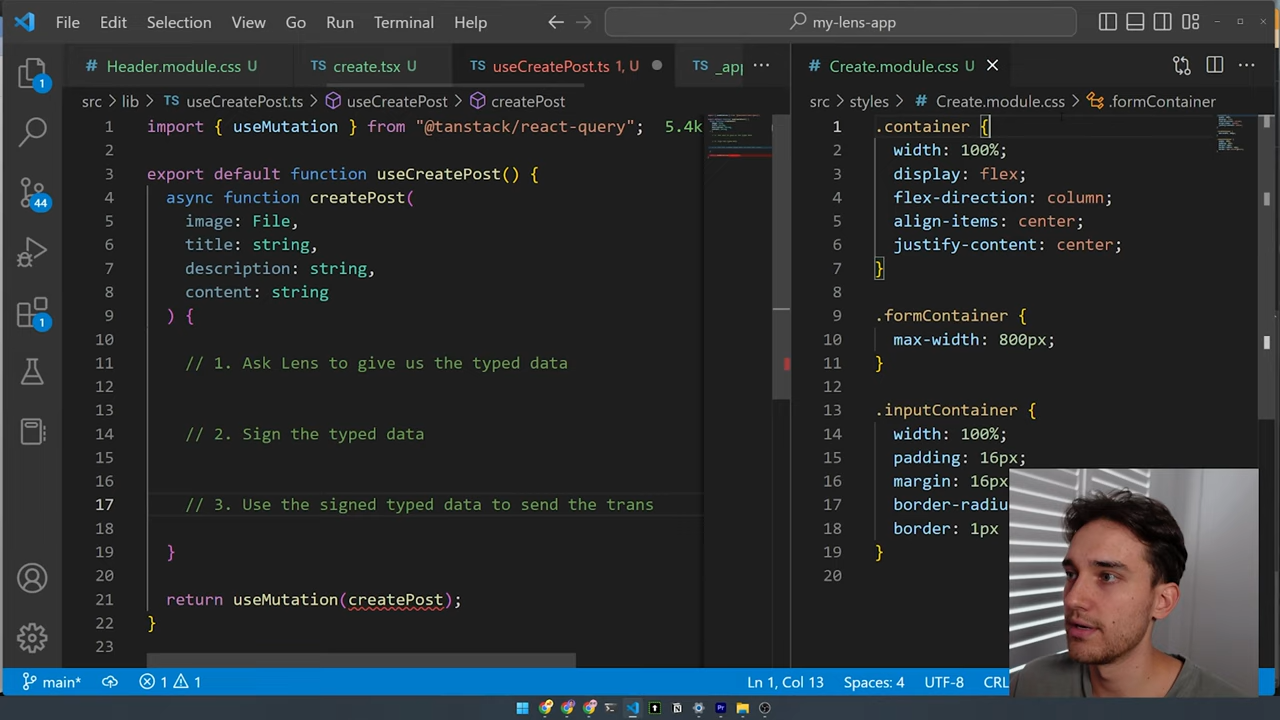 File Edit Selection View Go Run Terminal Help my-lens-app
# Header.module.css U TS create.tsx U TS useCreatePost.ts 1, U TS _app ···
src > lib > TS useCreatePost.ts > useCreatePost > createPost
1 import { useMutation } from "@tanstack/react-query"; 5.4k
2
3 export default function useCreatePost() {
4 async function createPost(
5 image: File,
6 title: string,
7 description: string,
8 content: string
9 ) {
10
11 // 1. Ask Lens to give us the typed data
12
13
14 // 2. Sign the typed data
15
16
17 // 3. Use the signed typed data to send the trans
18
19 }
20
21 return useMutation(createPost);
22 }
23
# Create.module.css U ···
src > styles > # Create.module.css > .formContainer
1 .container {
2 width: 100%;
3 display: flex;
4 flex-direction: column;
5 align-items: center;
6 justify-content: center;
7 }
8
9 .formContainer {
10 max-width: 800px;
11 }
12
13 .inputContainer {
14 width: 100%;
15 padding: 16px;
16 margin: 16px
17 border-radiu
18 border: 1px
19 }
20
1
44
1
main* 1 1 Ln 1, Col 13 Spaces: 4 UTF-8 CRL